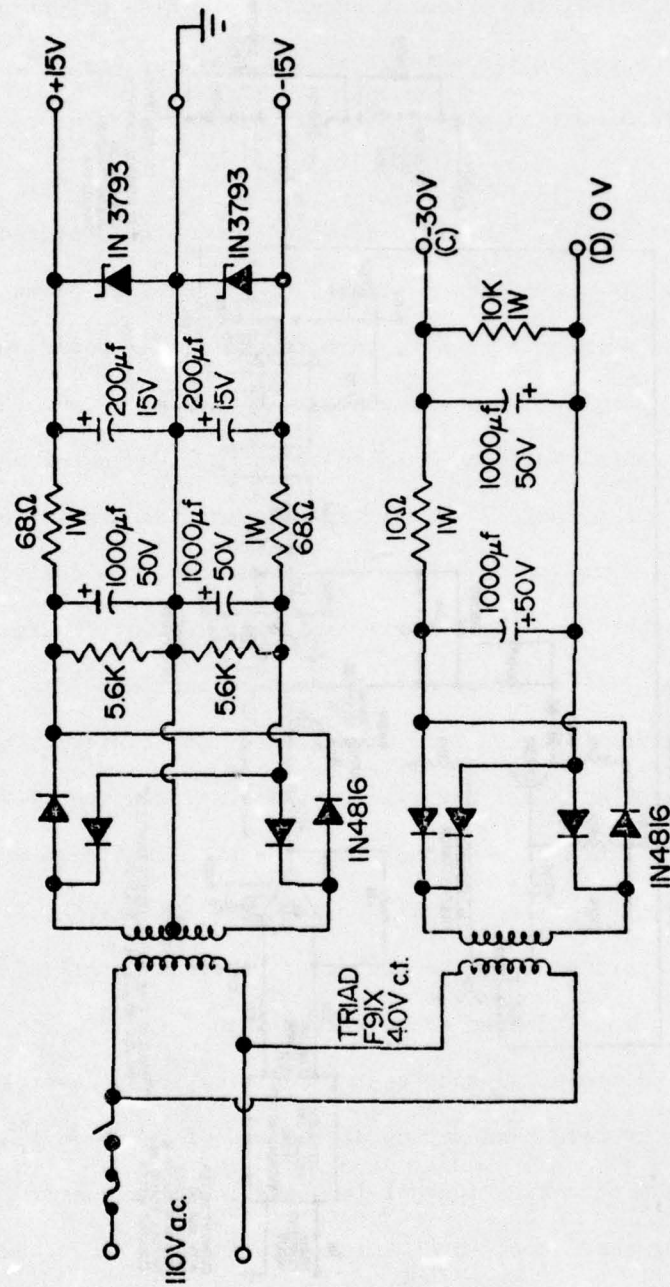 110V a.c.
TRIAD
F91X
40V c.t.
IN4816
5.6K
5.6K
68Ω
1W
1000µf
50V
1000µf
50V
1W
68Ω
200µf
15V
200µf
15V
IN 3793
IN3793
+15V
-15V
IN4816
10Ω
1W
1000µf
+50V
1000µf
50V
+
10K
1W
-30V
(C)
(D) 0 V